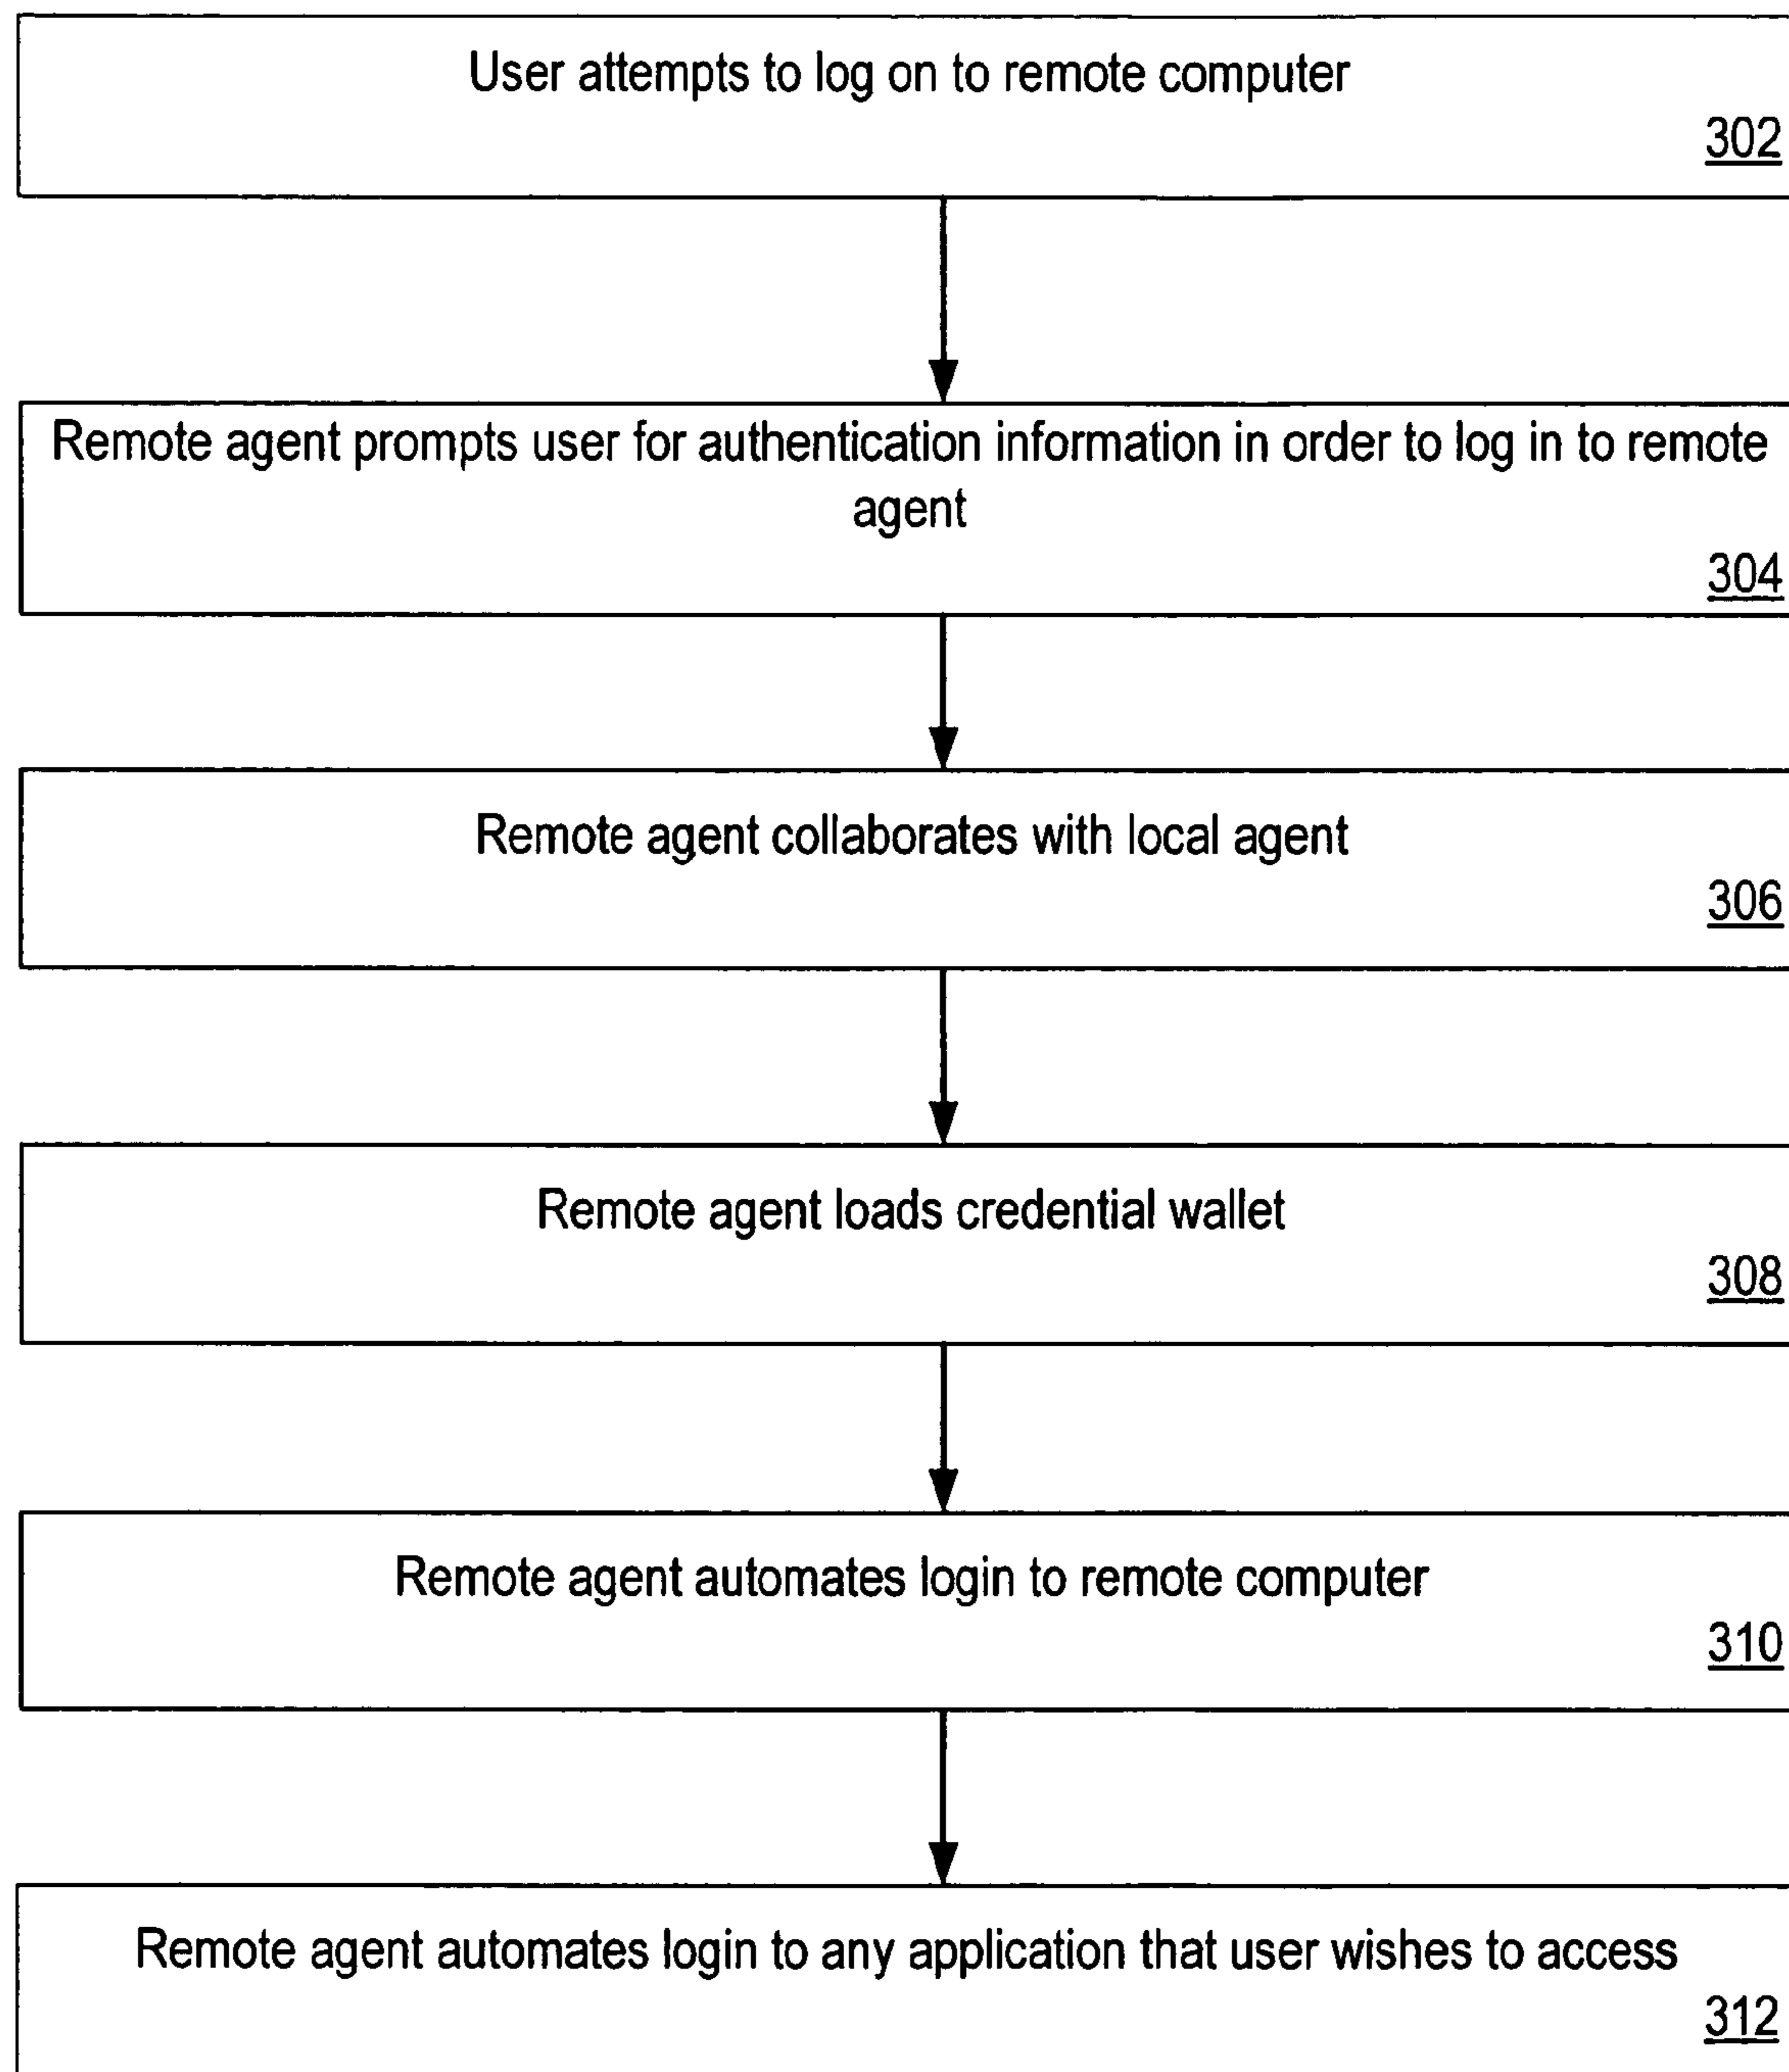 User attempts to log on to remote computer
302
Remote agent prompts user for authentication information in order to log in to remote
agent
304
Remote agent collaborates with local agent
306
Remote agent loads credential wallet
308
Remote agent automates login to remote computer
310
Remote agent automates login to any application that user wishes to access
312